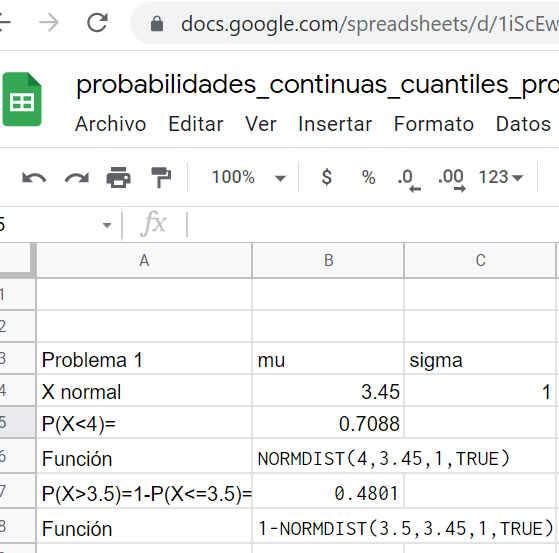 docs.google.com/spreadsheets/d/1iScEw
probabilidades_continuas_cuantiles_pro
Archivo Editar Ver Insertar Formato Datos
100% $ % .0 .00 123
5 fx
A B C
1
2
3 Problema 1 mu sigma
4 X normal 3.45 1
5 P(X<4)= 0.7088
6 Función NORMDIST(4,3.45,1,TRUE)
7 P(X>3.5)=1-P(X<=3.5)= 0.4801
8 Función 1-NORMDIST(3.5,3.45,1,TRUE)